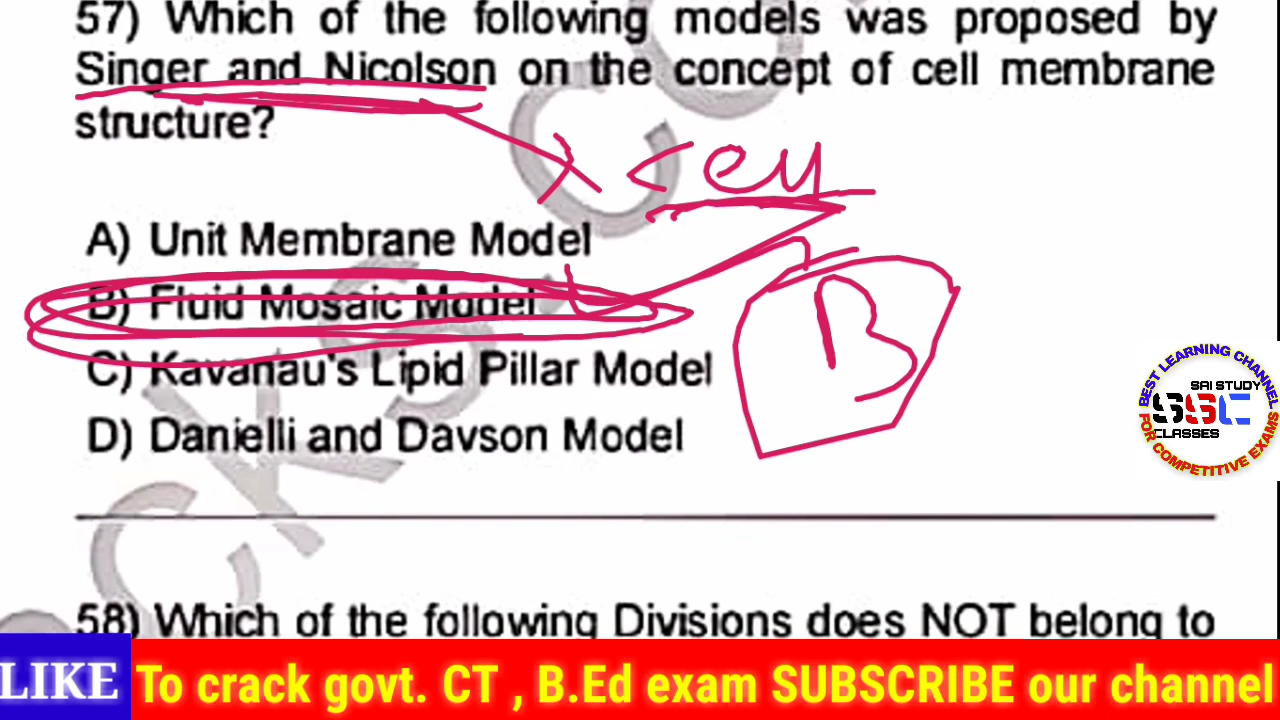 57) Which of the following models was proposed by
Singer and Nicolson on the concept of cell membrane
structure?
Key
A) Unit Membrane Model
B) Fluid Mosaic Model
B
C) Kavanau's Lipid Pillar Model
D) Danielli and Davson Model
BEST LEARNING CHANNEL
SAI STUDY
SSC
CLASSES
FOR COMPETITIVE EXAMS
58) Which of the following Divisions does NOT belong to
LIKE To crack govt. CT , B.Ed exam SUBSCRIBE our channel